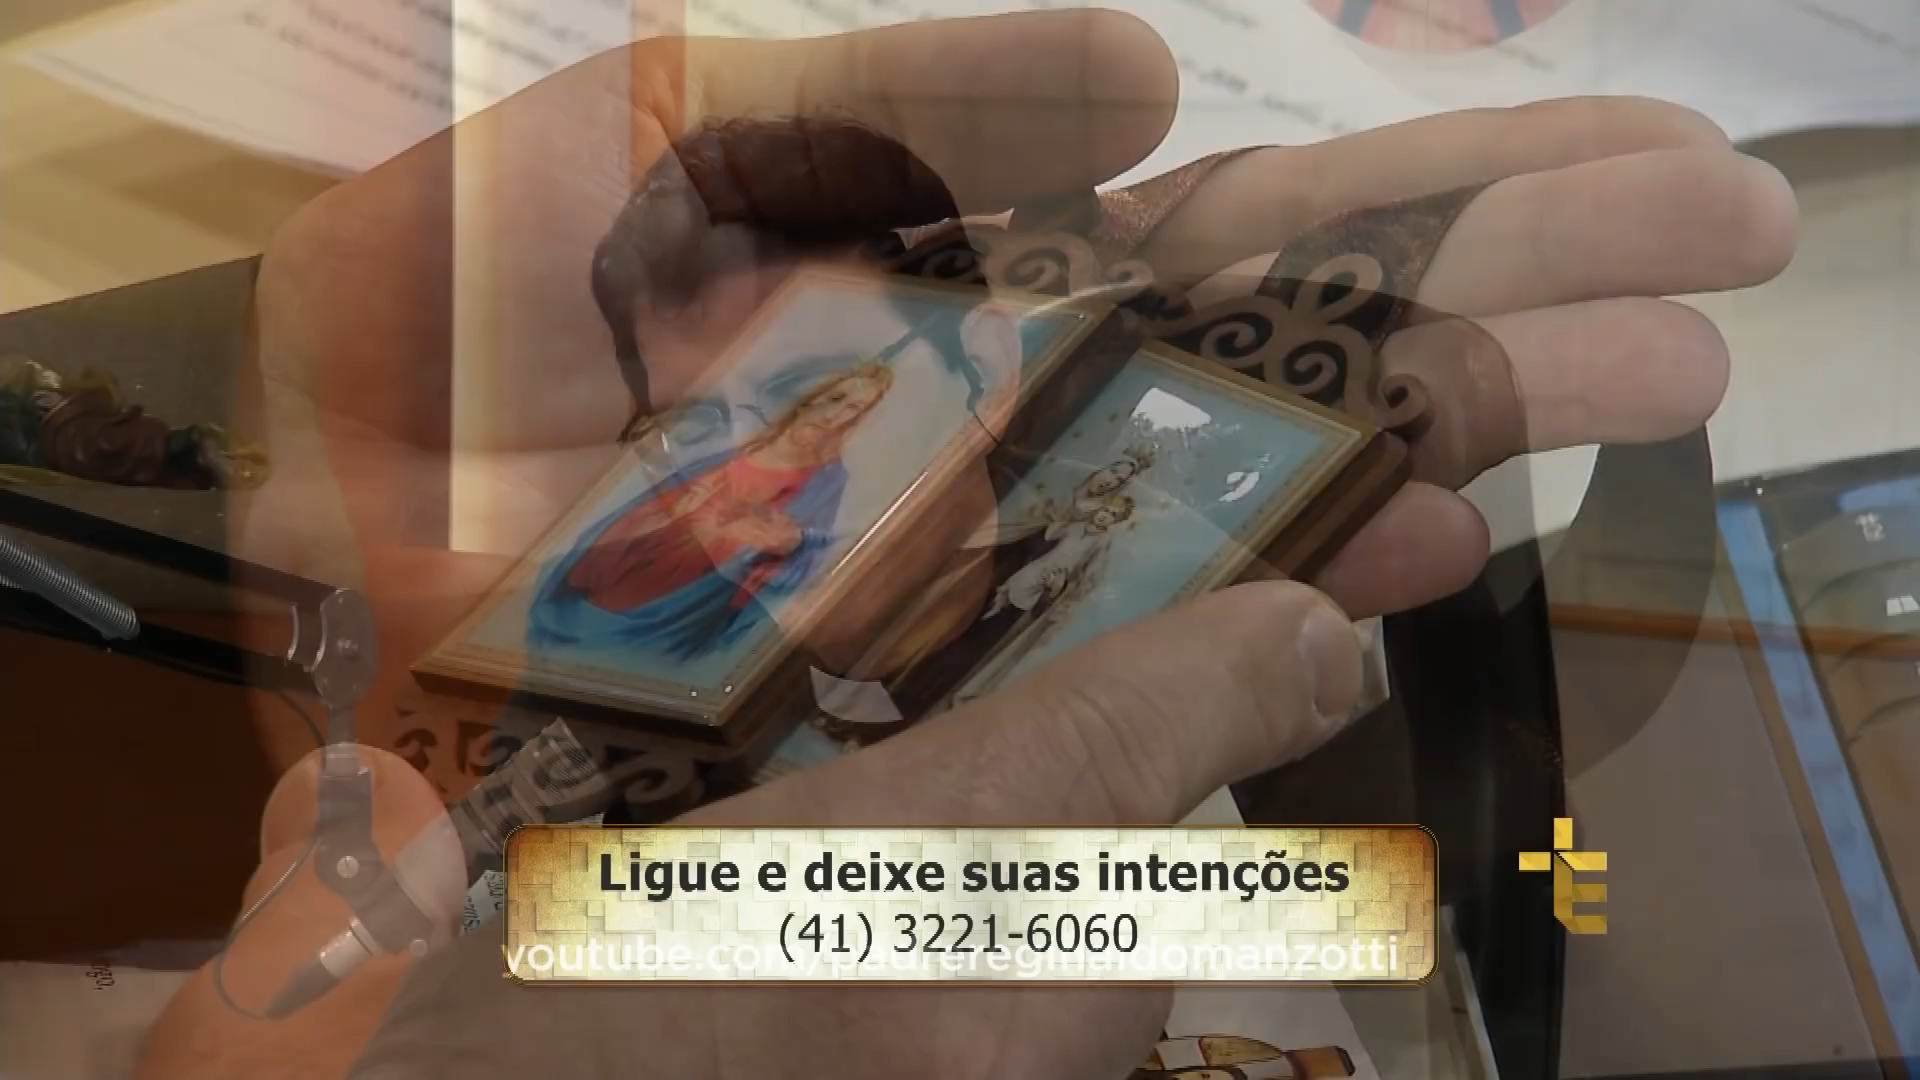 Ligue e deixe suas intenções
(41) 3221-6060
youtube.com/padrereginaldomanzotti